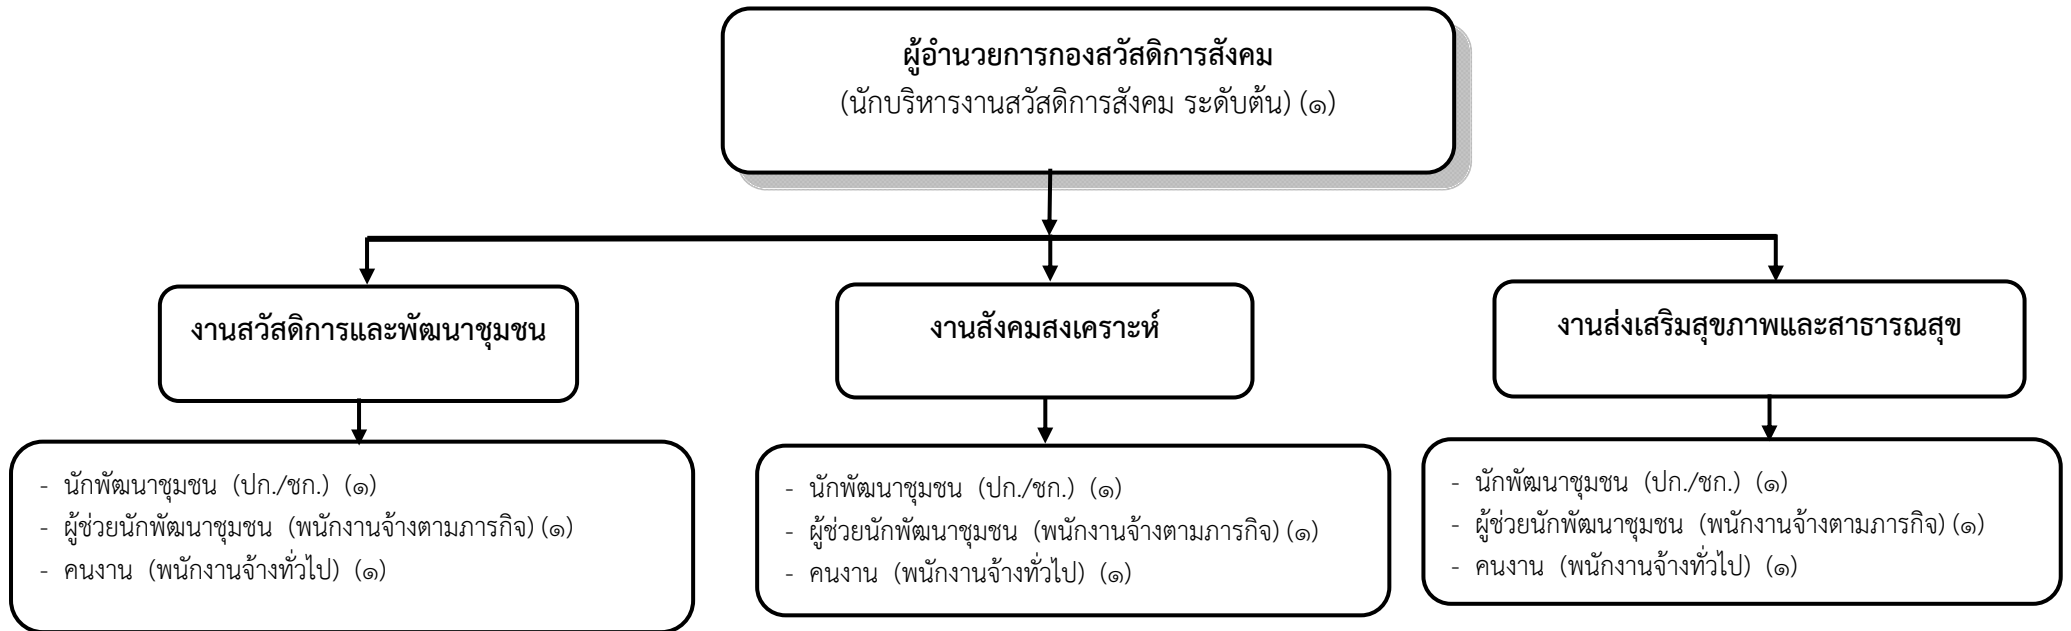 ผู้อำนวยการกองสวัสดิการสังคม
(นักบริหารงานสวัสดิการสังคม ระดับต้น) (๑)
งานสวัสดิการและพัฒนาชุมชน
งานสังคมสงเคราะห์
งานส่งเสริมสุขภาพและสาธารณสุข
- นักพัฒนาชุมชน (ปก./ชก.) (๑)
- ผู้ช่วยนักพัฒนาชุมชน (พนักงานจ้างตามภารกิจ) (๑)
- คนงาน (พนักงานจ้างทั่วไป) (๑)
- นักพัฒนาชุมชน (ปก./ชก.) (๑)
- ผู้ช่วยนักพัฒนาชุมชน (พนักงานจ้างตามภารกิจ) (๑)
- คนงาน (พนักงานจ้างทั่วไป) (๑)
- นักพัฒนาชุมชน (ปก./ชก.) (๑)
- ผู้ช่วยนักพัฒนาชุมชน (พนักงานจ้างตามภารกิจ) (๑)
- คนงาน (พนักงานจ้างทั่วไป) (๑)